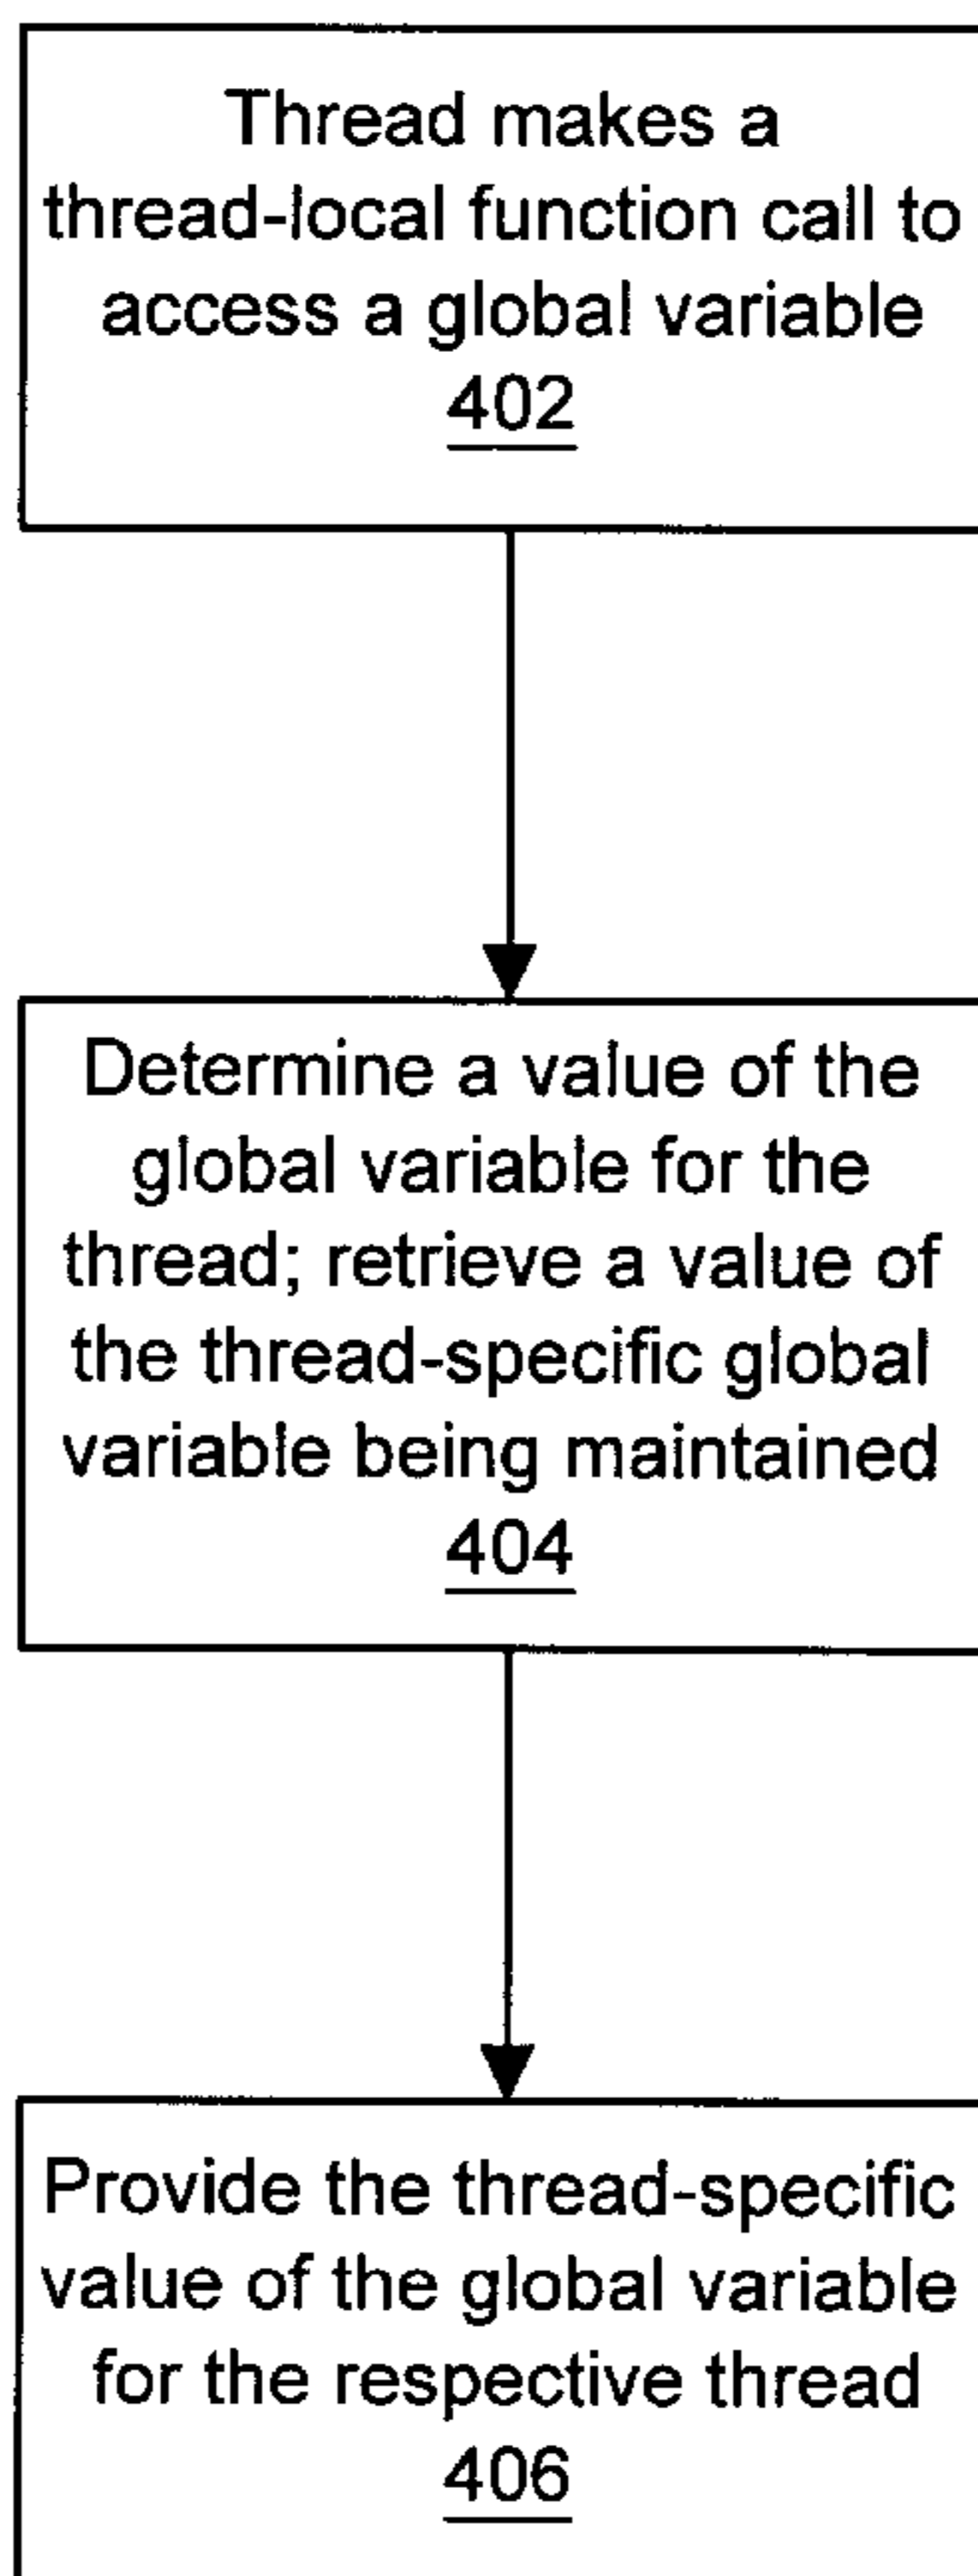 Thread makes a
thread-local function call to
access a global variable
402
Determine a value of the
global variable for the
thread; retrieve a value of
the thread-specific global
variable being maintained
404
Provide the thread-specific
value of the global variable
for the respective thread
406